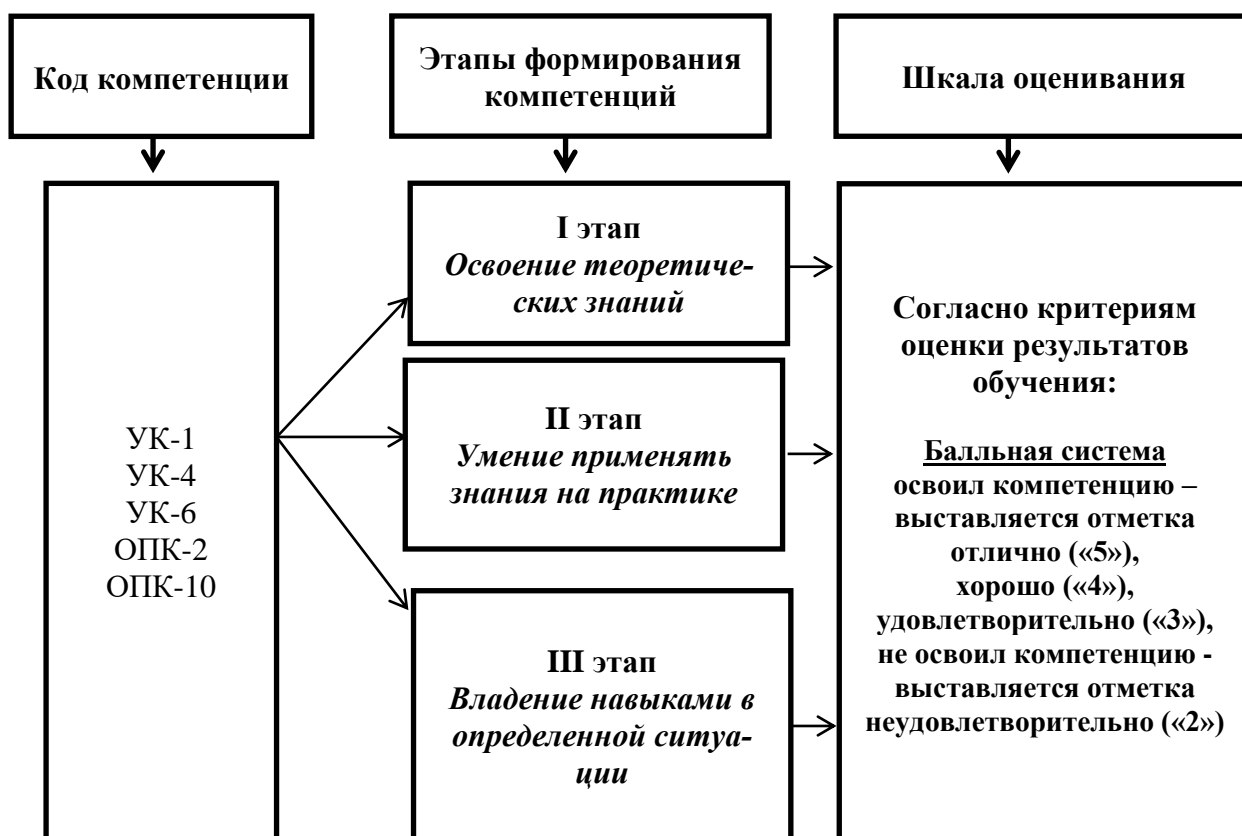 Код компетенции
Этапы формирования
компетенций
Шкала оценивания
УК-1
УК-4
УК-6
ОПК-2
ОПК-10
I этап
Освоение теоретиче-
ских знаний
II этап
Умение применять
знания на практике
III этап
Владение навыками в
определенной ситуа-
ции
Согласно критериям
оценки результатов
обучения:
Балльная система
освоил компетенцию –
выставляется отметка
отлично («5»),
хорошо («4»),
удовлетворительно («3»),
не освоил компетенцию -
выставляется отметка
неудовлетворительно («2»)